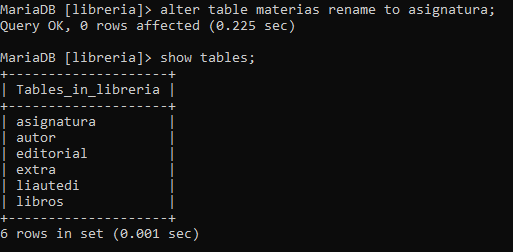 MariaDB [libreria]> alter table materias rename to asignatura;
Query OK, 0 rows affected (0.225 sec)
MariaDB [libreria]> show tables;
+--------------------+
| Tables_in_libreria |
+--------------------+
| asignatura         |
| autor              |
| editorial          |
| extra              |
| liautedi           |
| libros             |
+--------------------+
6 rows in set (0.001 sec)